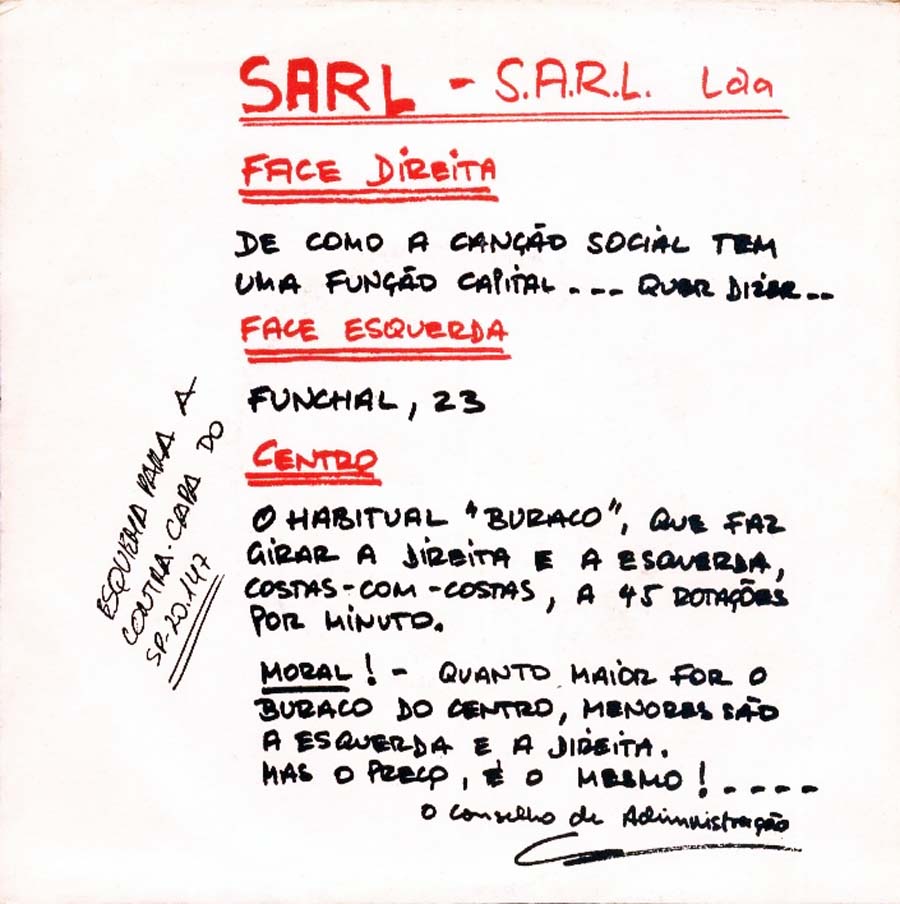 SARL - S.A.R.L. Lda
FACE DIREITA
DE COMO A CANÇÃO SOCIAL TEM
UMA FUNÇÃO CAPITAL... QUER DIZER..
FACE ESQUERDA
FUNCHAL, 23
CENTRO
O HABITUAL "BURACO", QUE FAZ
GIRAR A DIREITA E A ESQUERDA,
COSTAS-COM-COSTAS, A 45 ROTAÇÕES
POR MINUTO.
MORAL! - QUANTO MAIOR FOR O
BURACO DO CENTRO, MENORES SÃO
A ESQUERDA E A DIREITA.
MAS O PREÇO, É O MESMO!....
O Conselho de Administração
ESQUEMA PARA A
CONTRA-CAPA DO
SP-20.147